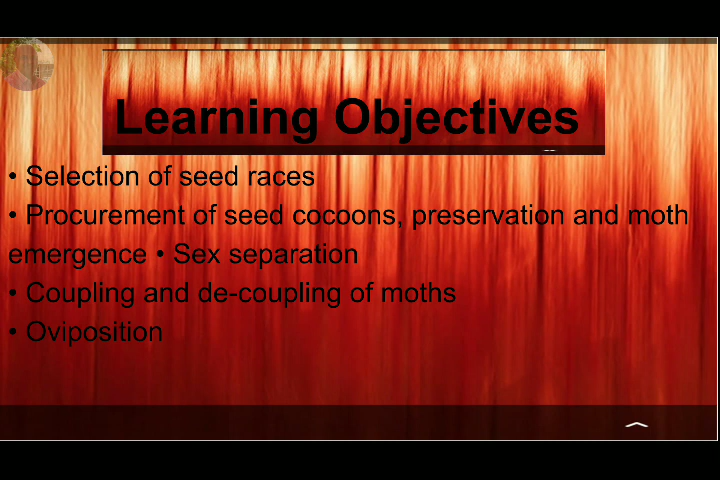 Learning Objectives
• Selection of seed races
• Procurement of seed cocoons, preservation and moth
emergence • Sex separation
• Coupling and de-coupling of moths
• Oviposition